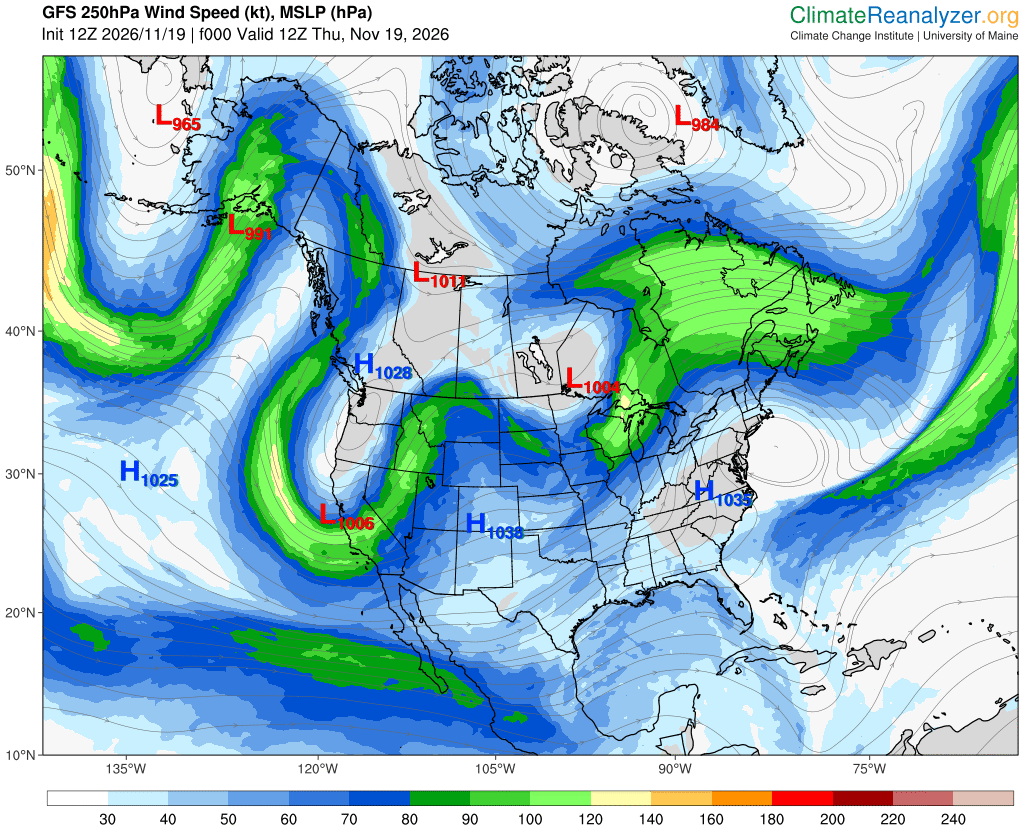 GFS 250hPa Wind Speed (kt), MSLP (hPa)
Init 12Z 2026/11/19 | f000 Valid 12Z Thu, Nov 19, 2026
ClimateReanalyzer.org
Climate Change Institute | University of Maine
L965
L984
50°N
L991
L1011
40°N
H1028
L1004
30°N
H1025
H1035
L1006
H1038
20°N
10°N
135°W
120°W
105°W
90°W
75°W
30 40 50 60 70 80 90 100 120 140 160 180 200 220 240